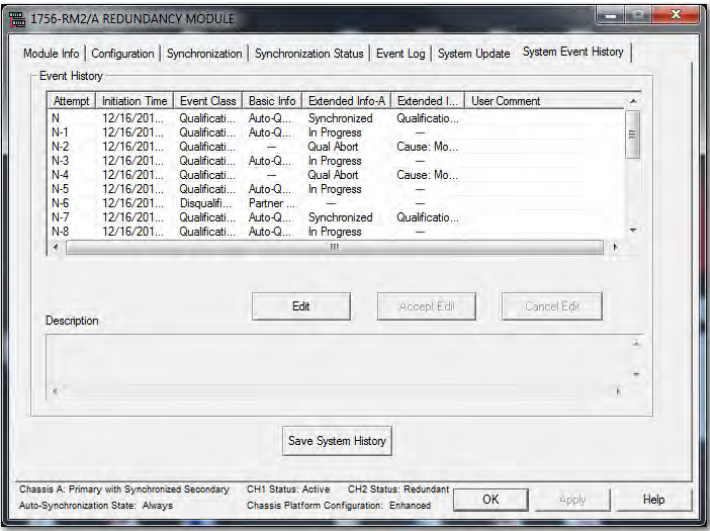 1756-RM2/A REDUNDANCY MODULE
Module Info Configuration Synchronization Synchronization Status Event Log System Update System Event History
Event History
Attempt Initiation Time Event Class Basic Info Extended Info-A Extended I... User Comment
N 12/16/201... Qualificati... Auto-Q... Synchronized Qualificatio...
N-1 12/16/201... Qualificati... Auto-Q... In Progress ---
N-2 12/16/201... Qualificati... --- Qual Abort Cause: Mo...
N-3 12/16/201... Qualificati... Auto-Q... In Progress ---
N-4 12/16/201... Qualificati... --- Qual Abort Cause: Mo...
N-5 12/16/201... Qualificati... Auto-Q... In Progress ---
N-6 12/16/201... Disqualifi... Partner ... --- ---
N-7 12/16/201... Qualificati... Auto-Q... Synchronized Qualificatio...
N-8 12/16/201... Qualificati... Auto-Q... In Progress ---
Edit Accept Edit Cancel Edit
Description
Save System History
Chassis A: Primary with Synchronized Secondary CH1 Status: Active CH2 Status: Redundant
Auto-Synchronization State: Always Chassis Platform Configuration: Enhanced
OK Apply Help